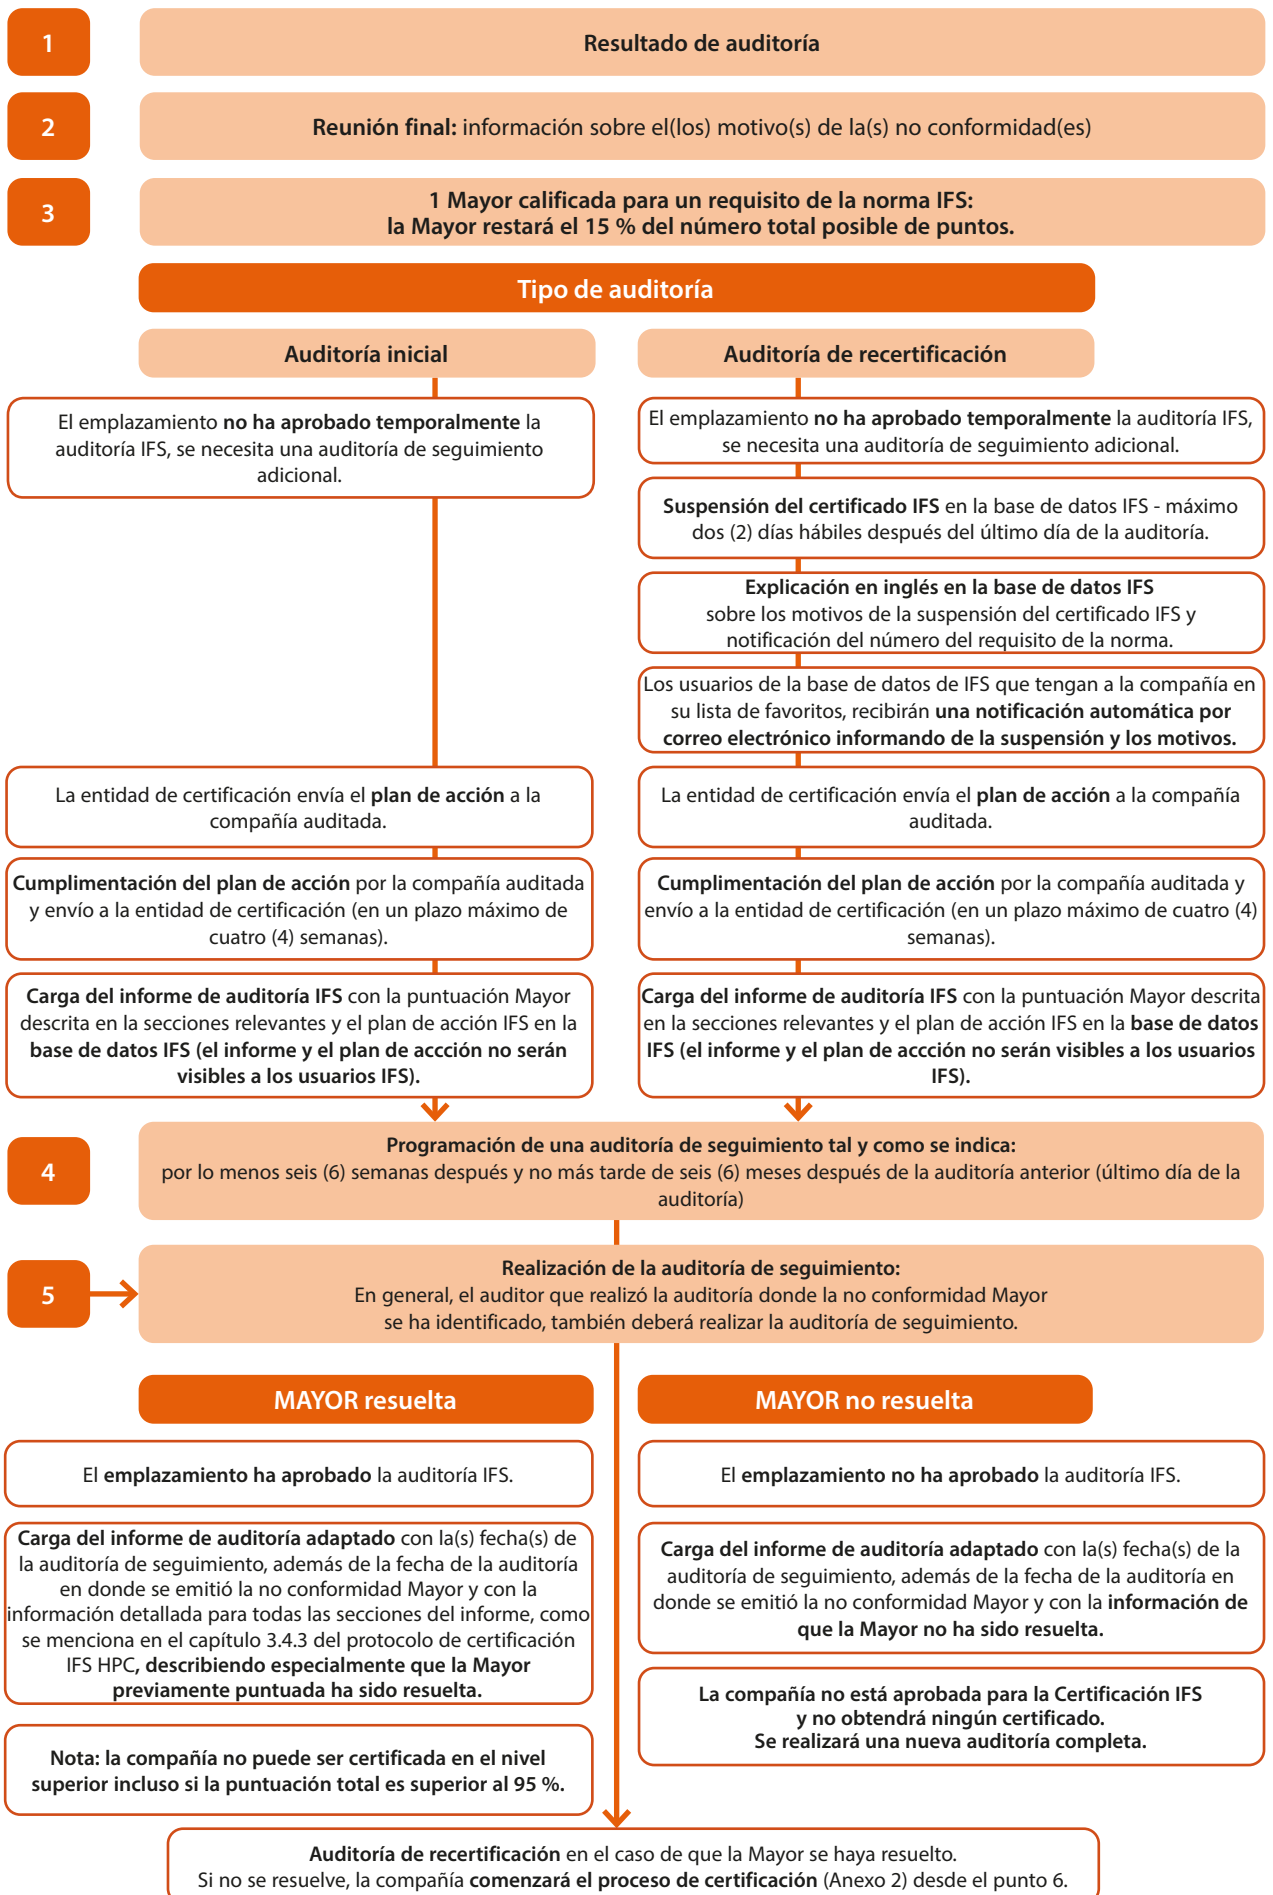 1
Resultado de auditoría
2
Reunión final: información sobre el(los) motivo(s) de la(s) no conformidad(es)
3
1 Mayor calificada para un requisito de la norma IFS:
la Mayor restará el 15 % del número total posible de puntos.
Tipo de auditoría
Auditoría inicial
El emplazamiento no ha aprobado temporalmente la
auditoría IFS, se necesita una auditoría de seguimiento
adicional.
La entidad de certificación envía el plan de acción a la
compañía auditada.
Cumplimentación del plan de acción por la compañía auditada
y envío a la entidad de certificación (en un plazo máximo de
cuatro (4) semanas).
Carga del informe de auditoría IFS con la puntuación Mayor
descrita en la secciones relevantes y el plan de acción IFS en la
base de datos IFS (el informe y el plan de accción no serán
visibles a los usuarios IFS).
Auditoría de recertificación
El emplazamiento no ha aprobado temporalmente la auditoría IFS,
se necesita una auditoría de seguimiento adicional.
Suspensión del certificado IFS en la base de datos IFS - máximo
dos (2) días hábiles después del último día de la auditoría.
Explicación en inglés en la base de datos IFS
sobre los motivos de la suspensión del certificado IFS y
notificación del número del requisito de la norma.
Los usuarios de la base de datos de IFS que tengan a la compañía en
su lista de favoritos, recibirán una notificación automática por
correo electrónico informando de la suspensión y los motivos.
La entidad de certificación envía el plan de acción a la compañía
auditada.
Cumplimentación del plan de acción por la compañía auditada y
envío a la entidad de certificación (en un plazo máximo de cuatro (4)
semanas).
Carga del informe de auditoría IFS con la puntuación Mayor descrita
en la secciones relevantes y el plan de acción IFS en la base de datos
IFS (el informe y el plan de accción no serán visibles a los usuarios
IFS).
4
Programación de una auditoría de seguimiento tal y como se indica:
por lo menos seis (6) semanas después y no más tarde de seis (6) meses después de la auditoría anterior (último día de la
auditoría)
5
Realización de la auditoría de seguimiento:
En general, el auditor que realizó la auditoría donde la no conformidad Mayor
se ha identificado, también deberá realizar la auditoría de seguimiento.
MAYOR resuelta
El emplazamiento ha aprobado la auditoría IFS.
Carga del informe de auditoría adaptado con la(s) fecha(s) de
la auditoría de seguimiento, además de la fecha de la auditoría
en donde se emitió la no conformidad Mayor y con la
información detallada para todas las secciones del informe, como
se menciona en el capítulo 3.4.3 del protocolo de certificación
IFS HPC, describiendo especialmente que la Mayor
previamente puntuada ha sido resuelta.
Nota: la compañía no puede ser certificada en el nivel
superior incluso si la puntuación total es superior al 95 %.
MAYOR no resuelta
El emplazamiento no ha aprobado la auditoría IFS.
Carga del informe de auditoría adaptado con la(s) fecha(s) de la
auditoría de seguimiento, además de la fecha de la auditoría en
donde se emitió la no conformidad Mayor y con la información de
que la Mayor no ha sido resuelta.
La compañía no está aprobada para la Certificación IFS
y no obtendrá ningún certificado.
Se realizará una nueva auditoría completa.
Auditoría de recertificación en el caso de que la Mayor se haya resuelto.
Si no se resuelve, la compañía comenzará el proceso de certificación (Anexo 2) desde el punto 6.